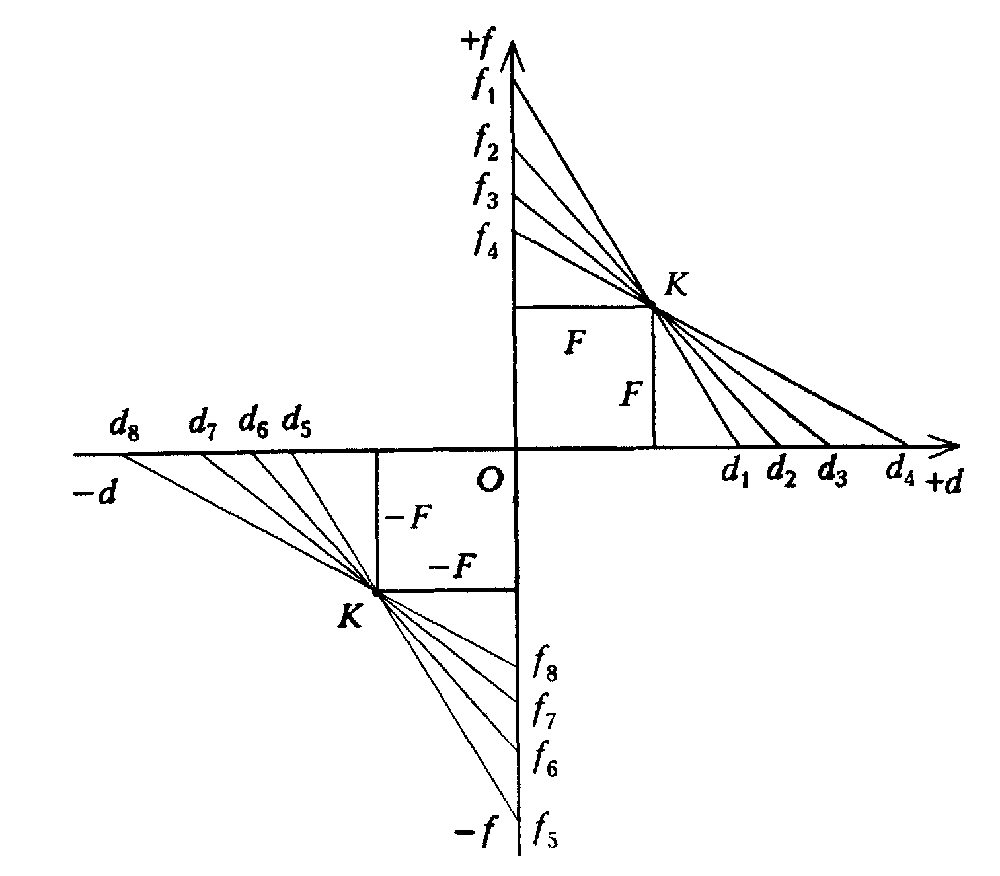 +f
f₁
f₂
f₃
f₄
K
F
F
d₈ d₇ d₆ d₅
−d O d₁ d₂ d₃ d₄ +d
−F
−F
K
f₈
f₇
f₆
−f f₅